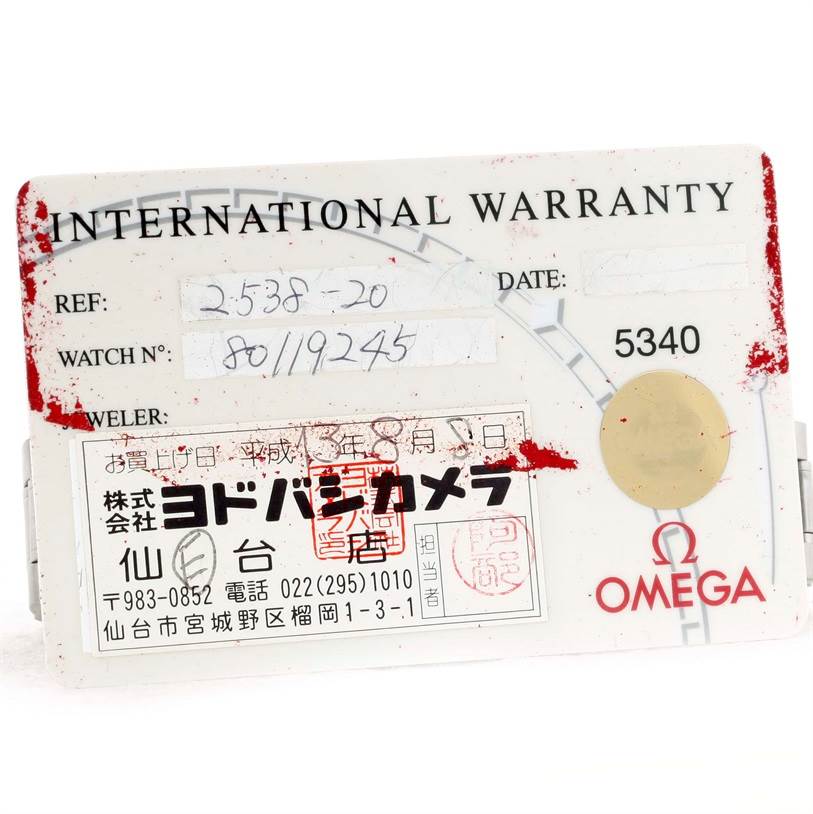 INTERNATIONAL WARRANTY
REF: 2538-20 DATE:
WATCH N°: 80119245
5340
JEWELER:
お買上げ日 平成13年8月2日
株式会社 ヨドバシカメラ
仙台店
〒983-0852 電話 022(295)1010
仙台市宮城野区榴岡1-3-1
担当者
阿部
Ω
OMEGA